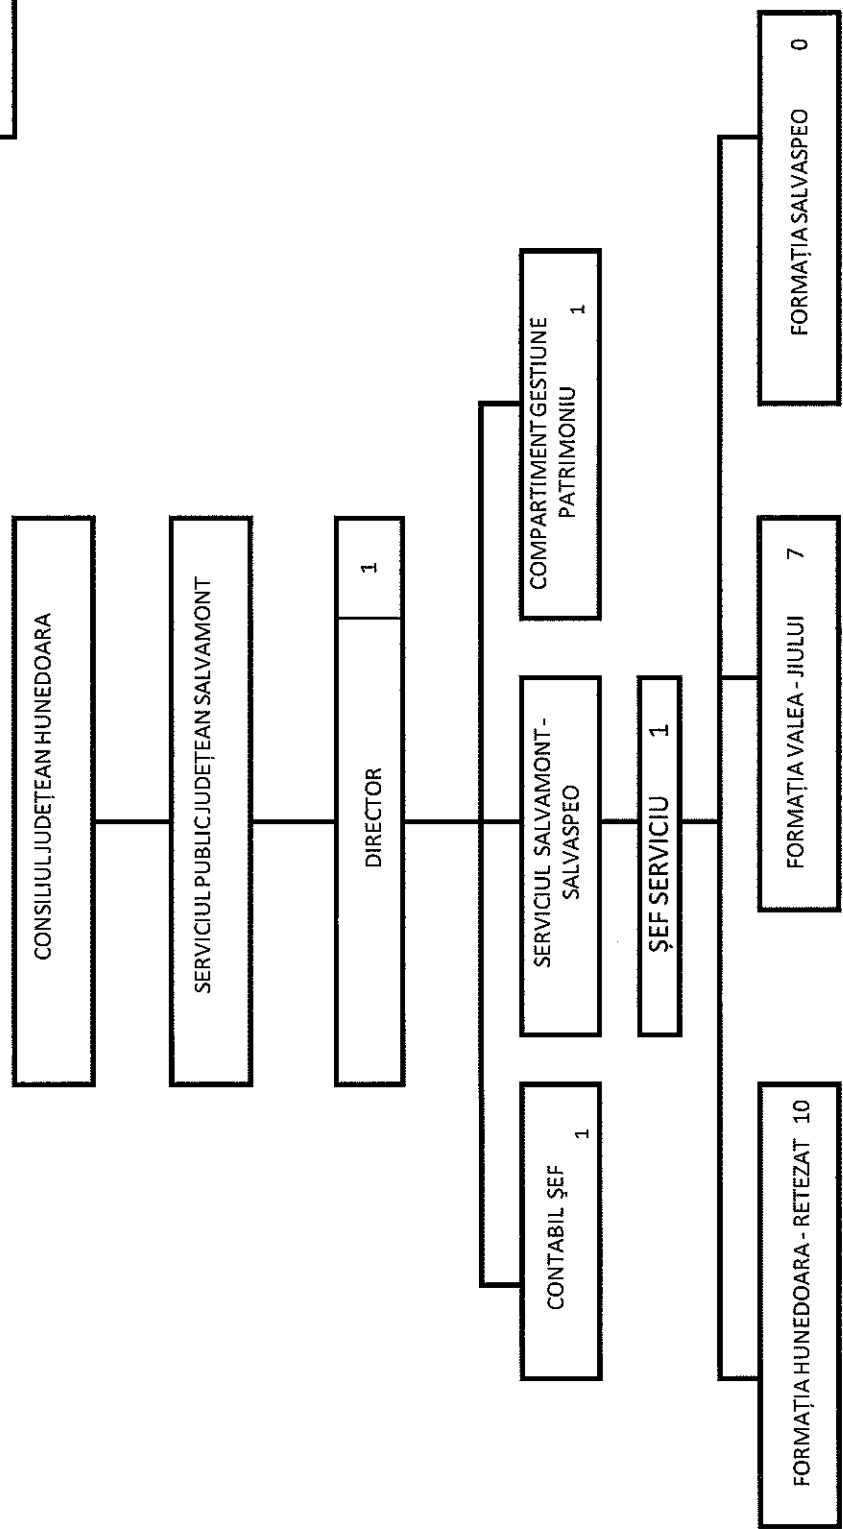 CONSILIUL JUDEȚEAN HUNEDOARA
SERVICIUL PUBLIC JUDEȚEAN SALVAMONT
DIRECTOR 1
CONTABIL ȘEF
1
SERVICIUL SALVAMONT -
SALVASPEO
COMPARTIMENT GESTIUNE
PATRIMONIU 1
ȘEF SERVICIU 1
FORMAȚIA HUNEDOARA - RETEZAT 10
FORMAȚIA VALEA - JIULUI 7
FORMAȚIA SALVASPEO 0